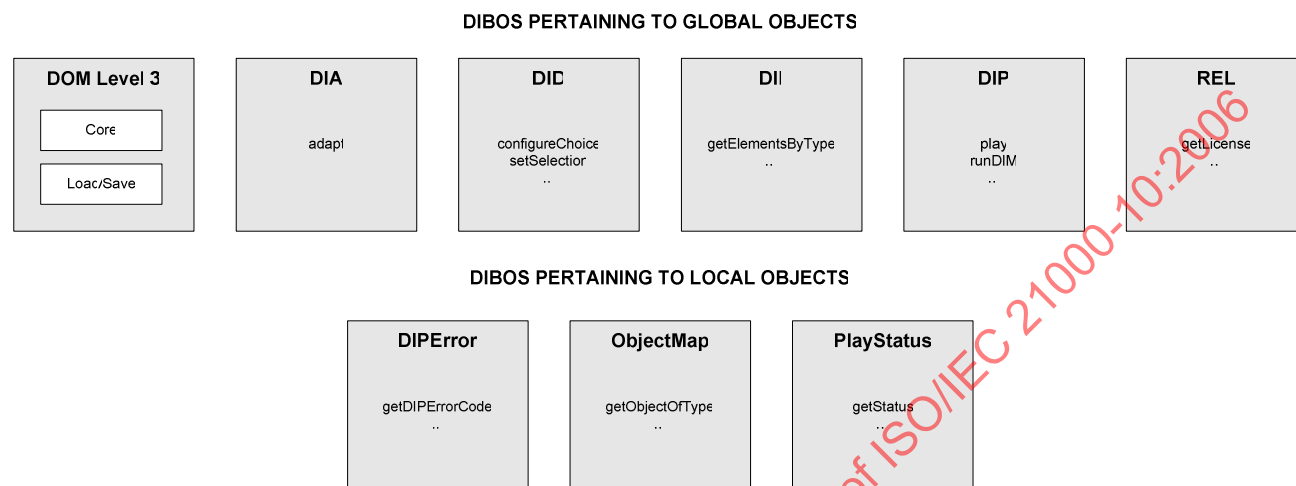 DIBOS PERTAINING TO GLOBAL OBJECTS
DOM Level 3
Core
Load/Save
DIA
adapt
DID
configureChoice
setSelection
..
DII
getElementsByType
..
DIP
play
runDIM
..
REL
getLicense
..
DIBOS PERTAINING TO LOCAL OBJECTS
DIPError
getDIPErrorCode
..
ObjectMap
getObjectOfType
..
PlayStatus
getStatus
..
of ISO/IEC 21000-10:2006